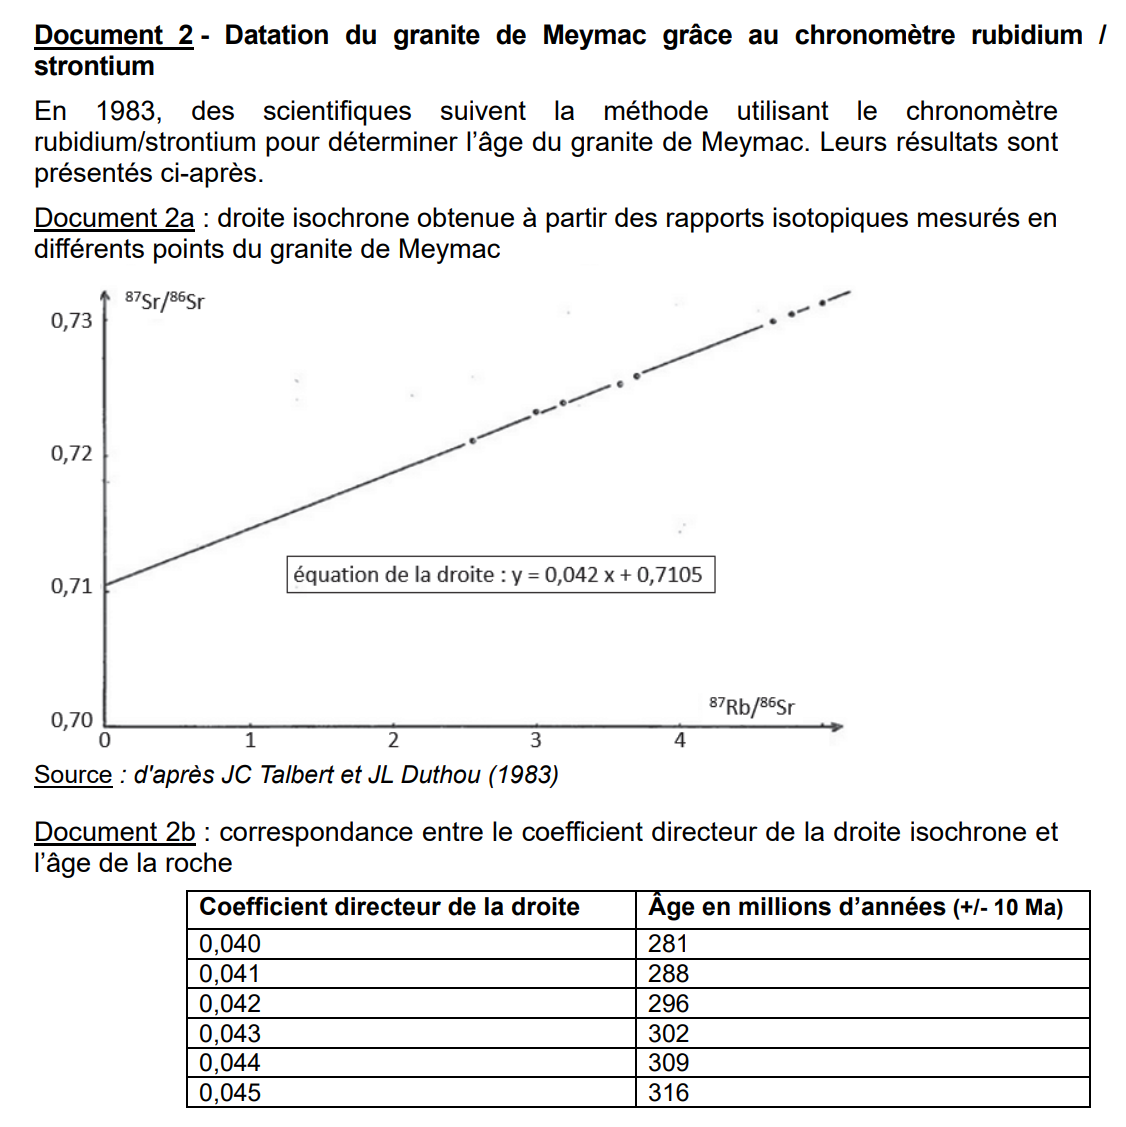 Document 2 - Datation du granite de Meymac grâce au chronomètre rubidium /
strontium
En 1983, des scientifiques suivent la méthode utilisant le chronomètre
rubidium/strontium pour déterminer l'âge du granite de Meymac. Leurs résultats sont
présentés ci-après.
Document 2a : droite isochrone obtenue à partir des rapports isotopiques mesurés en
différents points du granite de Meymac
⁸⁷Sr/⁸⁶Sr
0,73
0,72
équation de la droite : y = 0,042 x + 0,7105
0,71
⁸⁷Rb/⁸⁶Sr
0,70
0 1 2 3 4
Source : d'après JC Talbert et JL Duthou (1983)
Document 2b : correspondance entre le coefficient directeur de la droite isochrone et
l'âge de la roche
Coefficient directeur de la droite Âge en millions d'années (+/- 10 Ma)
0,040 281
0,041 288
0,042 296
0,043 302
0,044 309
0,045 316